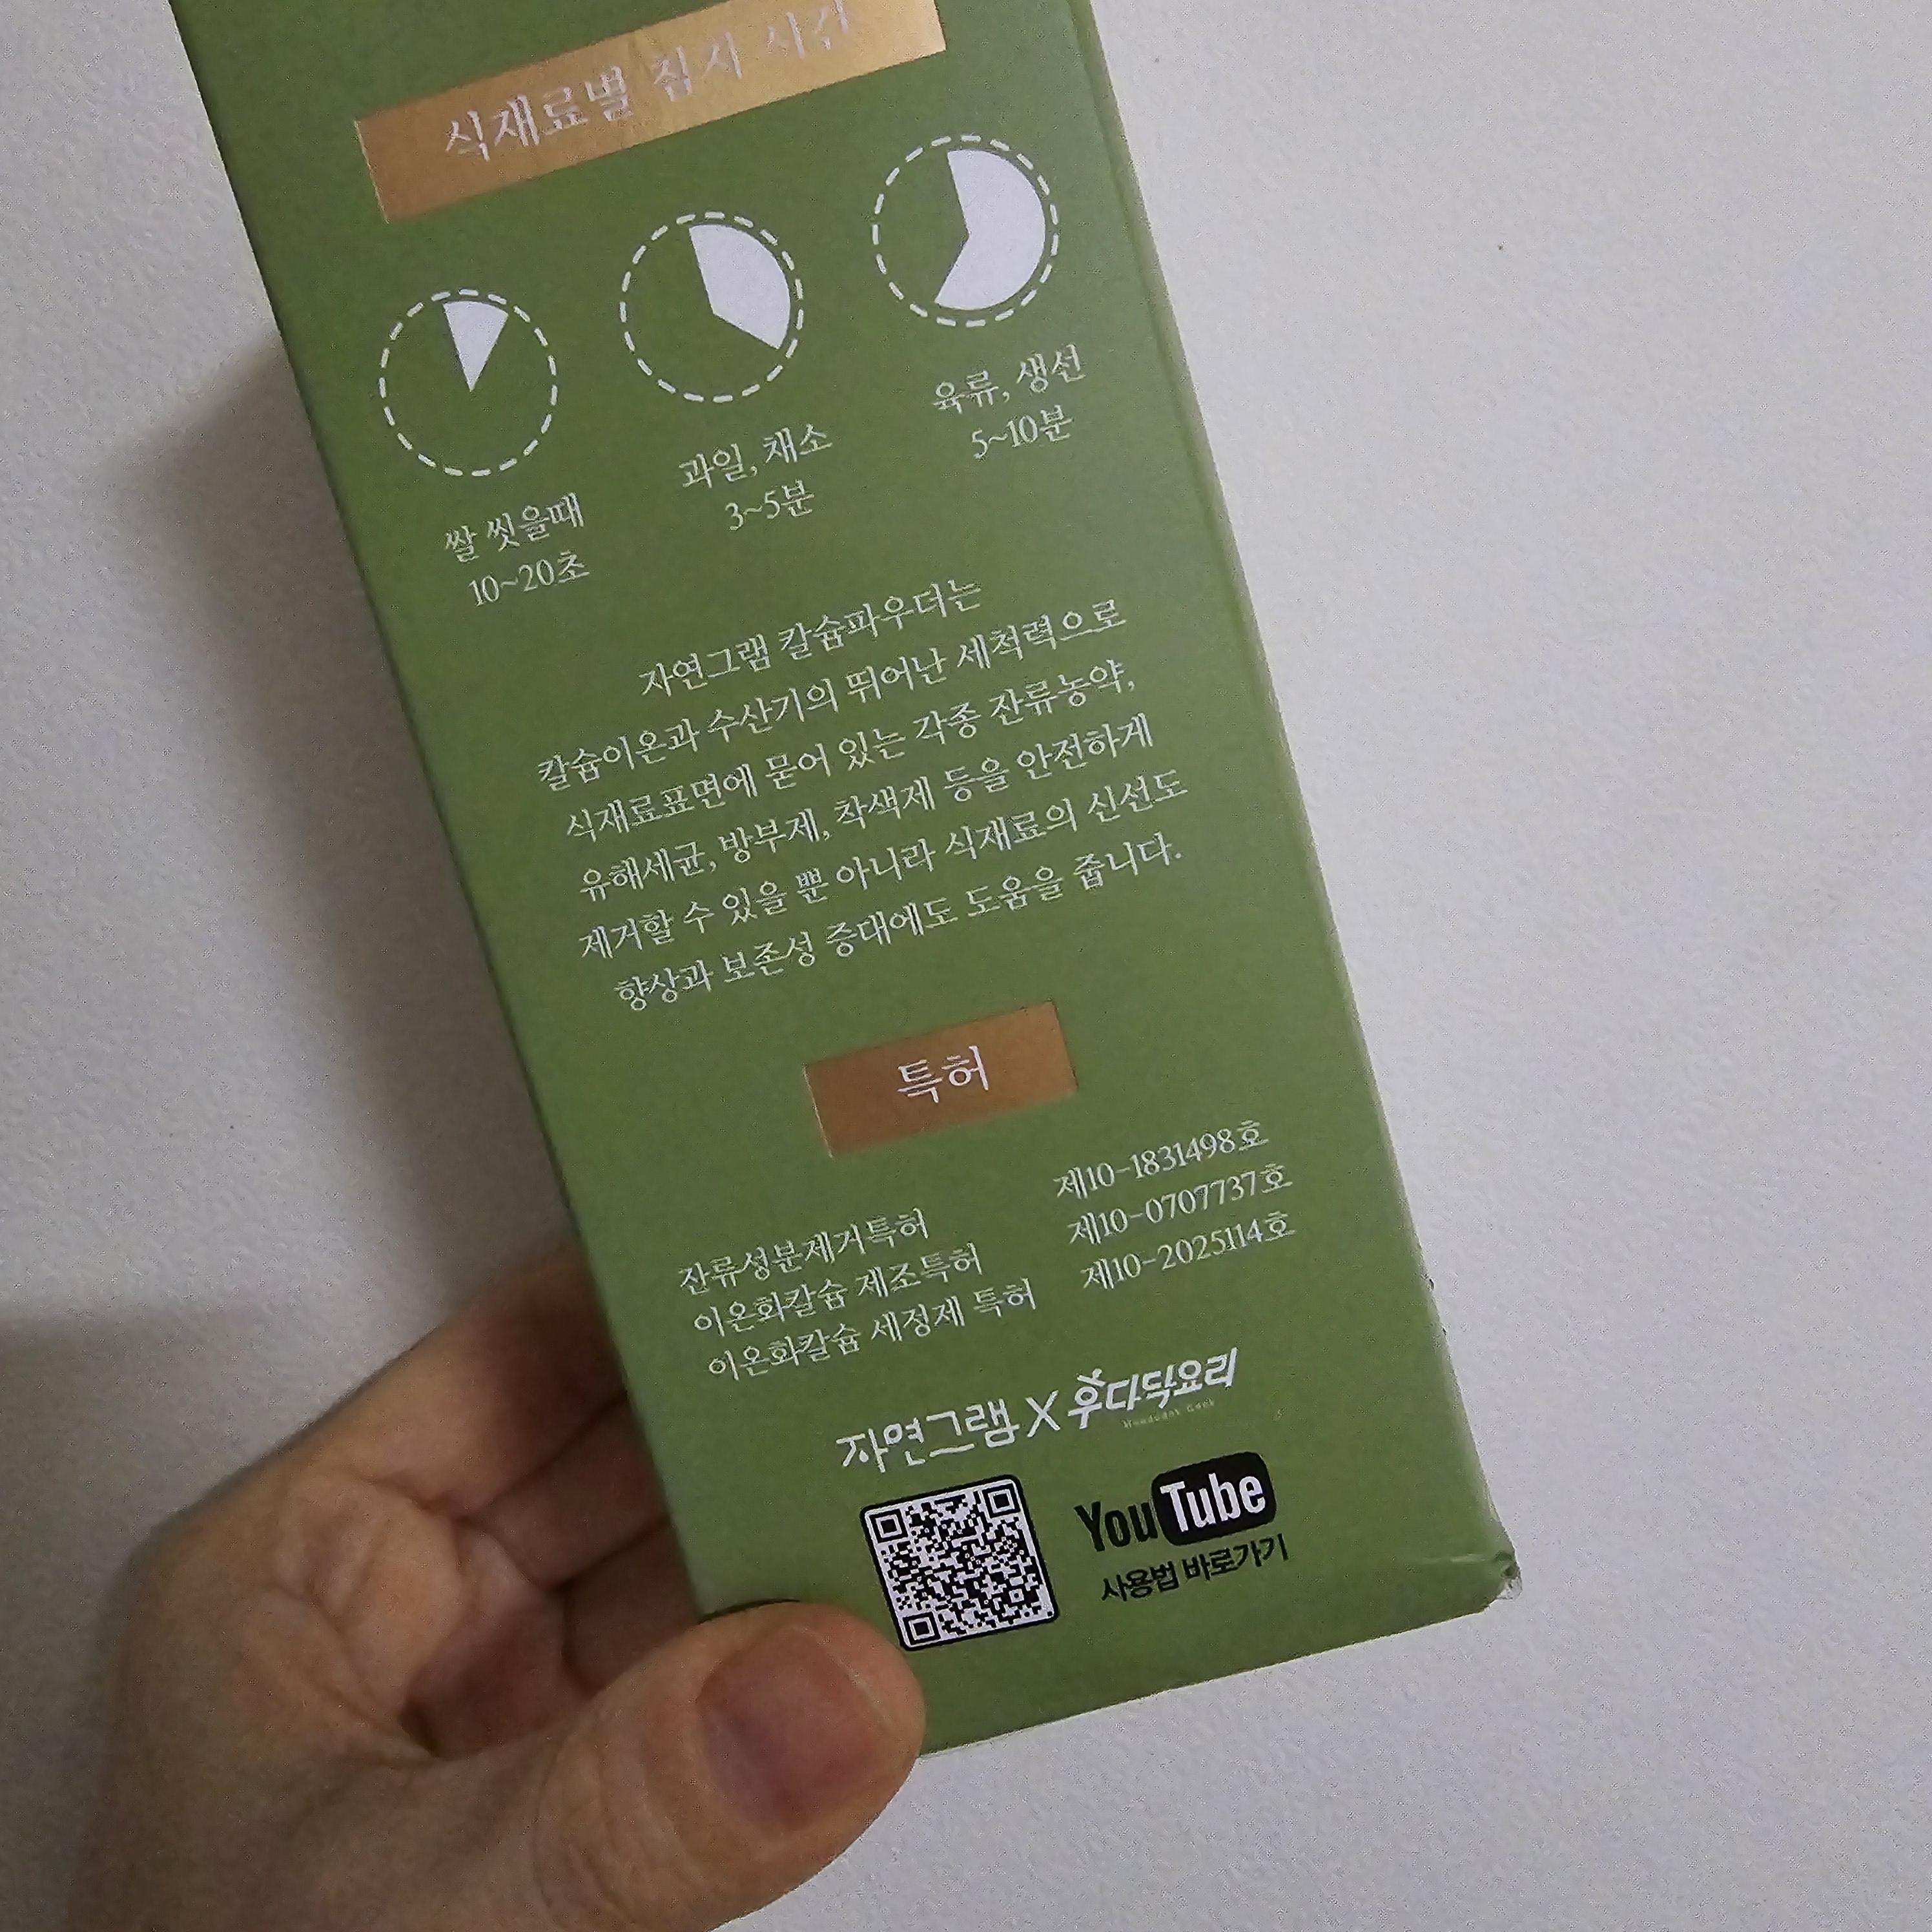 식재료별 침지 시간
쌀 씻을때
10~20초
과일, 채소
3~5분
육류, 생선
5~10분
자연그램 칼슘파우더는
칼슘이온과 수산기의 뛰어난 세척력으로
식재료표면에 묻어 있는 각종 잔류농약,
유해세균, 방부제, 착색제 등을 안전하게
제거할 수 있을 뿐 아니라 식재료의 신선도
향상과 보존성 증대에도 도움을 줍니다.
특허
잔류성분제거특허 제10-1831498호
이온화칼슘 제조특허 제10-0707737호
이온화칼슘 세정제 특허 제10-2025114호
자연그램 X 후다닥요리
YouTube
사용법 바로가기